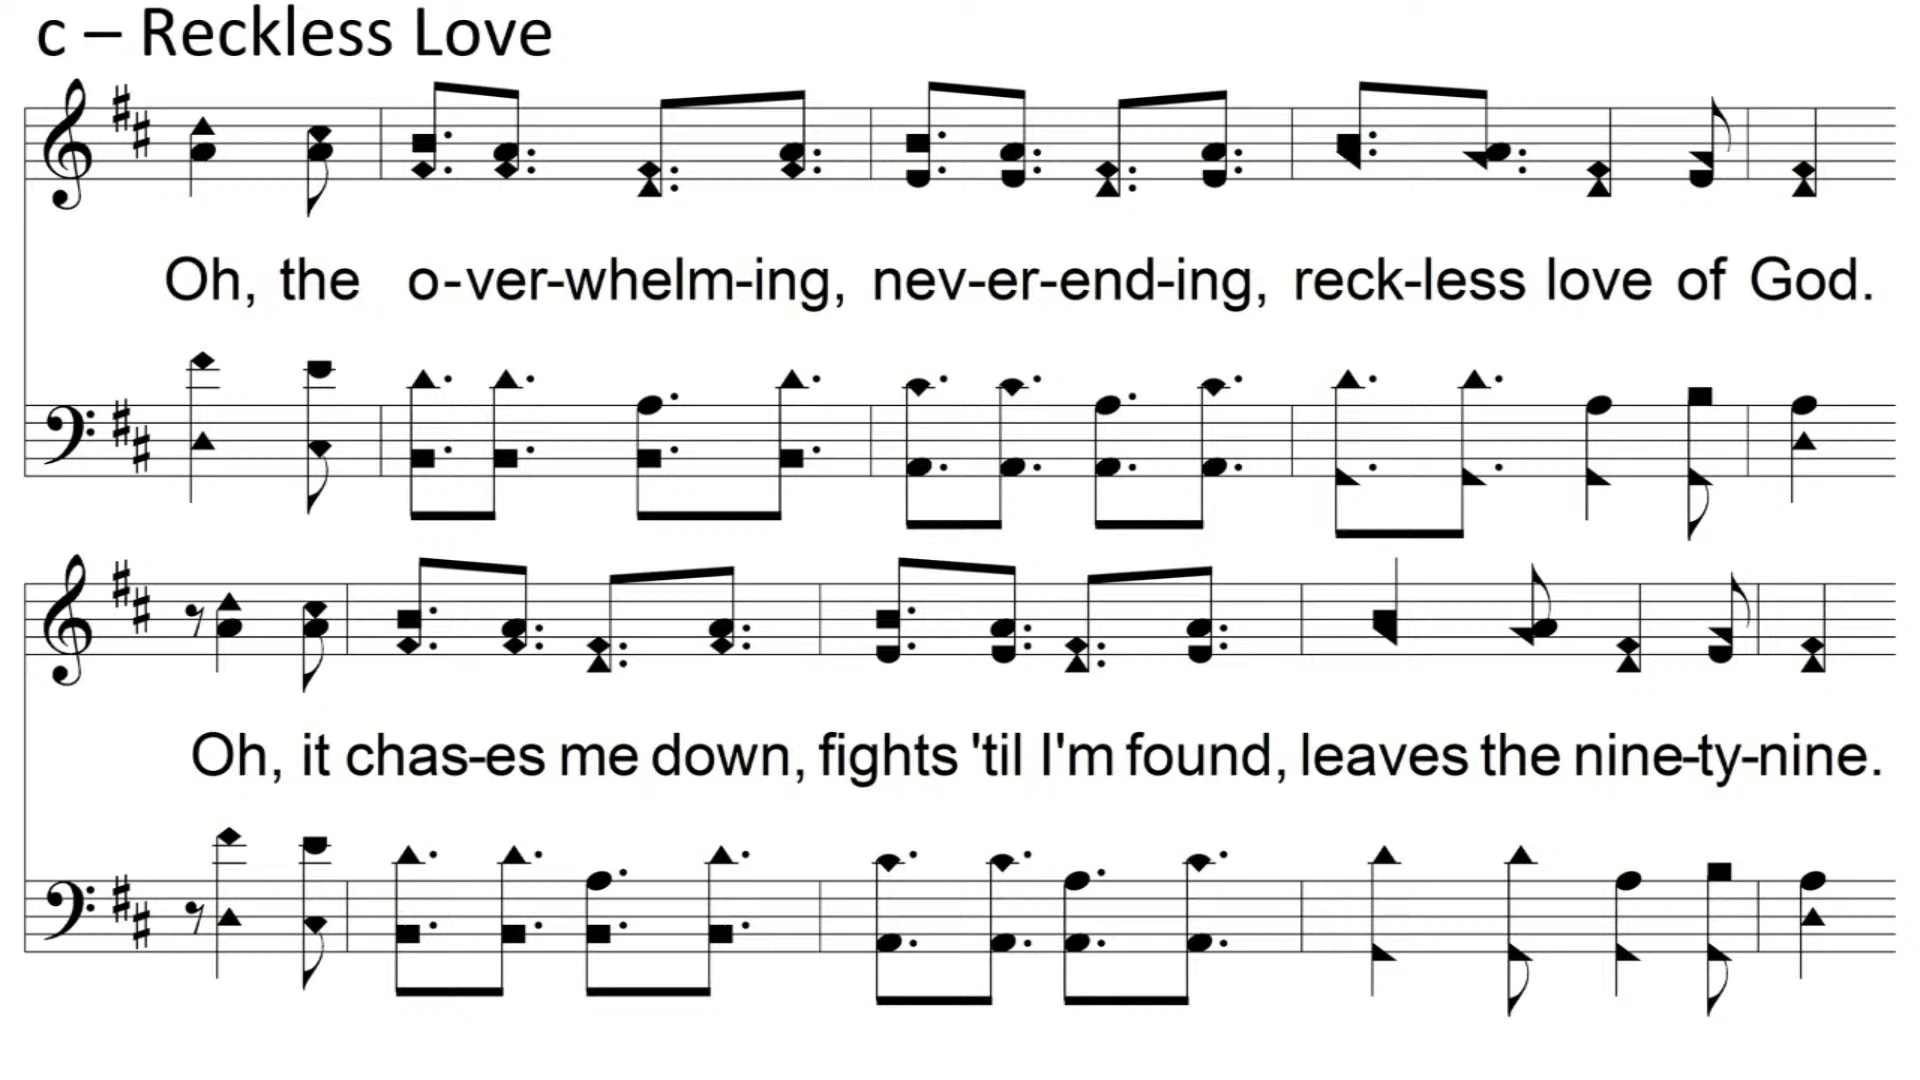 c – Reckless Love
Oh, the o-ver-whelm-ing, nev-er-end-ing, reck-less love of God.
Oh, it chas-es me down, fights 'til I'm found, leaves the nine-ty-nine.